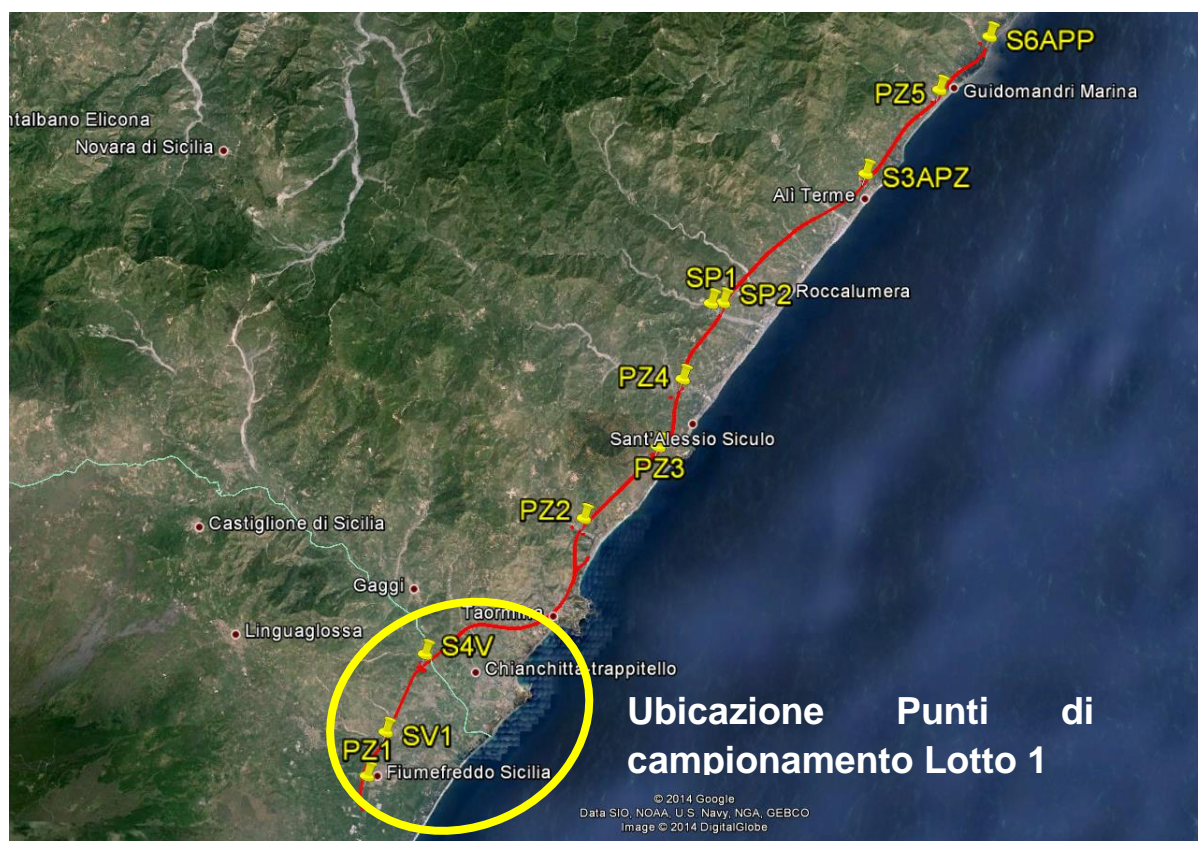 S6APP
PZ5
Guidomandri Marina
ntalbano Elicona
Novara di Sicilia
S3APZ
Alì Terme
SP1
SP2
Roccalumera
PZ4
Sant'Alessio Siculo
PZ3
PZ2
Castiglione di Sicilia
Gaggi
Taormina
Linguaglossa
S4V
Chianchitta-trappitello
SV1
PZ1
Fiumefreddo Sicilia
Ubicazione Punti di
campionamento Lotto 1
© 2014 Google
Data SIO, NOAA, U.S. Navy, NGA, GEBCO
Image © 2014 DigitalGlobe